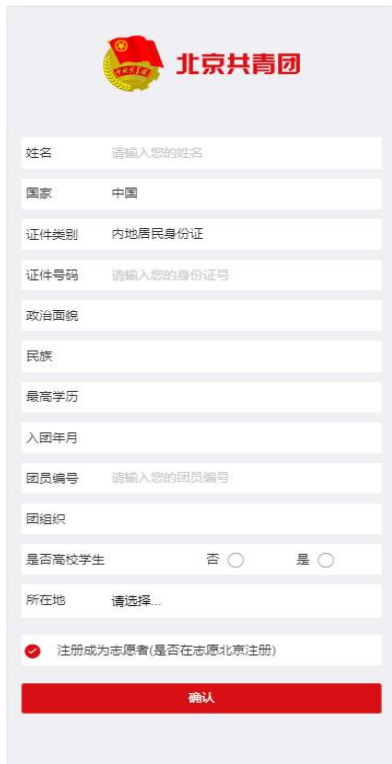 北京共青团
姓名 请输入您的姓名
国家 中国
证件类别 内地居民身份证
证件号码 请输入您的身份证号
政治面貌
民族
最高学历
入团年月
团员编号 请输入您的团员编号
团组织
是否高校学生 否 是
所在地 请选择...
注册成为志愿者(是否在志愿北京注册)
确认